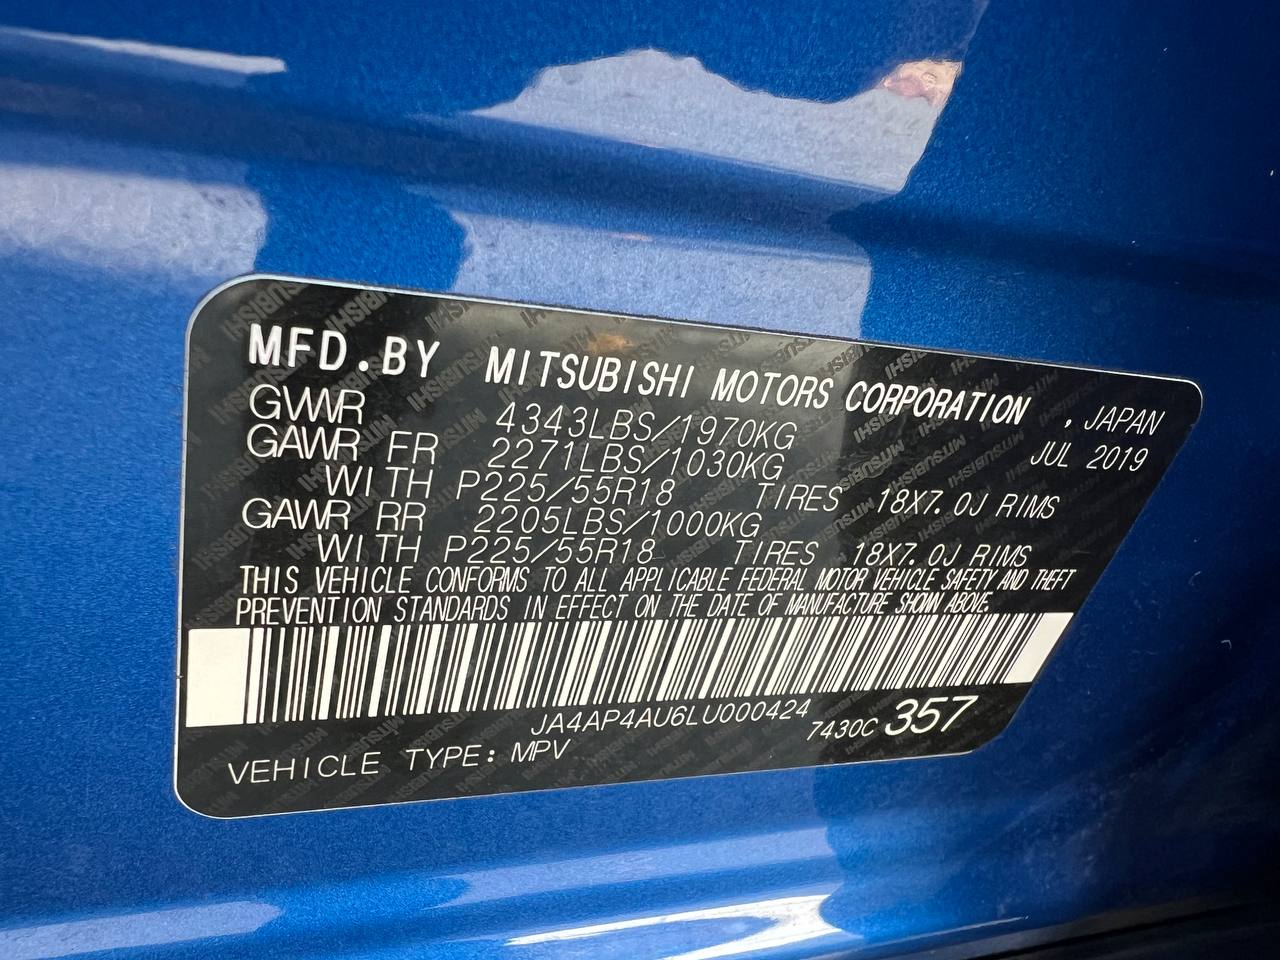 MFD.BY MITSUBISHI MOTORS CORPORATION, JAPAN
GVWR 4343LBS/1970KG JUL 2019
GAWR FR 2271LBS/1030KG
WITH P225/55R18 TIRES 18X7.0J RIMS
GAWR RR 2205LBS/1000KG
WITH P225/55R18 TIRES 18X7.0J RIMS
THIS VEHICLE CONFORMS TO ALL APPLICABLE FEDERAL MOTOR VEHICLE SAFETY AND THEFT
PREVENTION STANDARDS IN EFFECT ON THE DATE OF MANUFACTURE SHOWN ABOVE.
JA4AP4AU6LU000424
7430C 357
VEHICLE TYPE: MPV